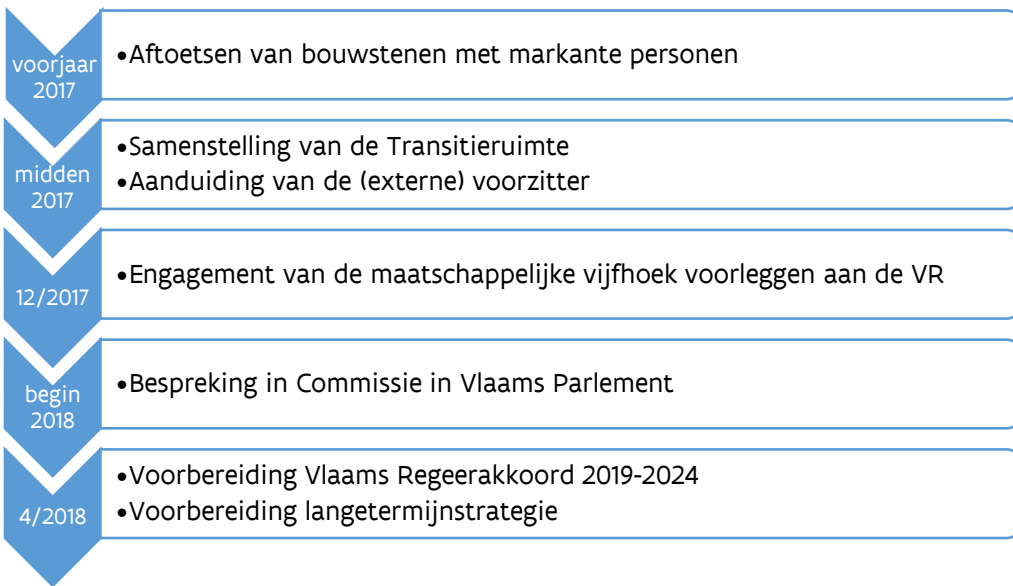 voorjaar
2017
•Aftoetsen van bouwstenen met markante personen
midden
2017
•Samenstelling van de Transitieruimte
•Aanduiding van de (externe) voorzitter
12/2017
•Engagement van de maatschappelijke vijfhoek voorleggen aan de VR
begin
2018
•Bespreking in Commissie in Vlaams Parlement
4/2018
•Voorbereiding Vlaams Regeerakkoord 2019-2024
•Voorbereiding langetermijnstrategie